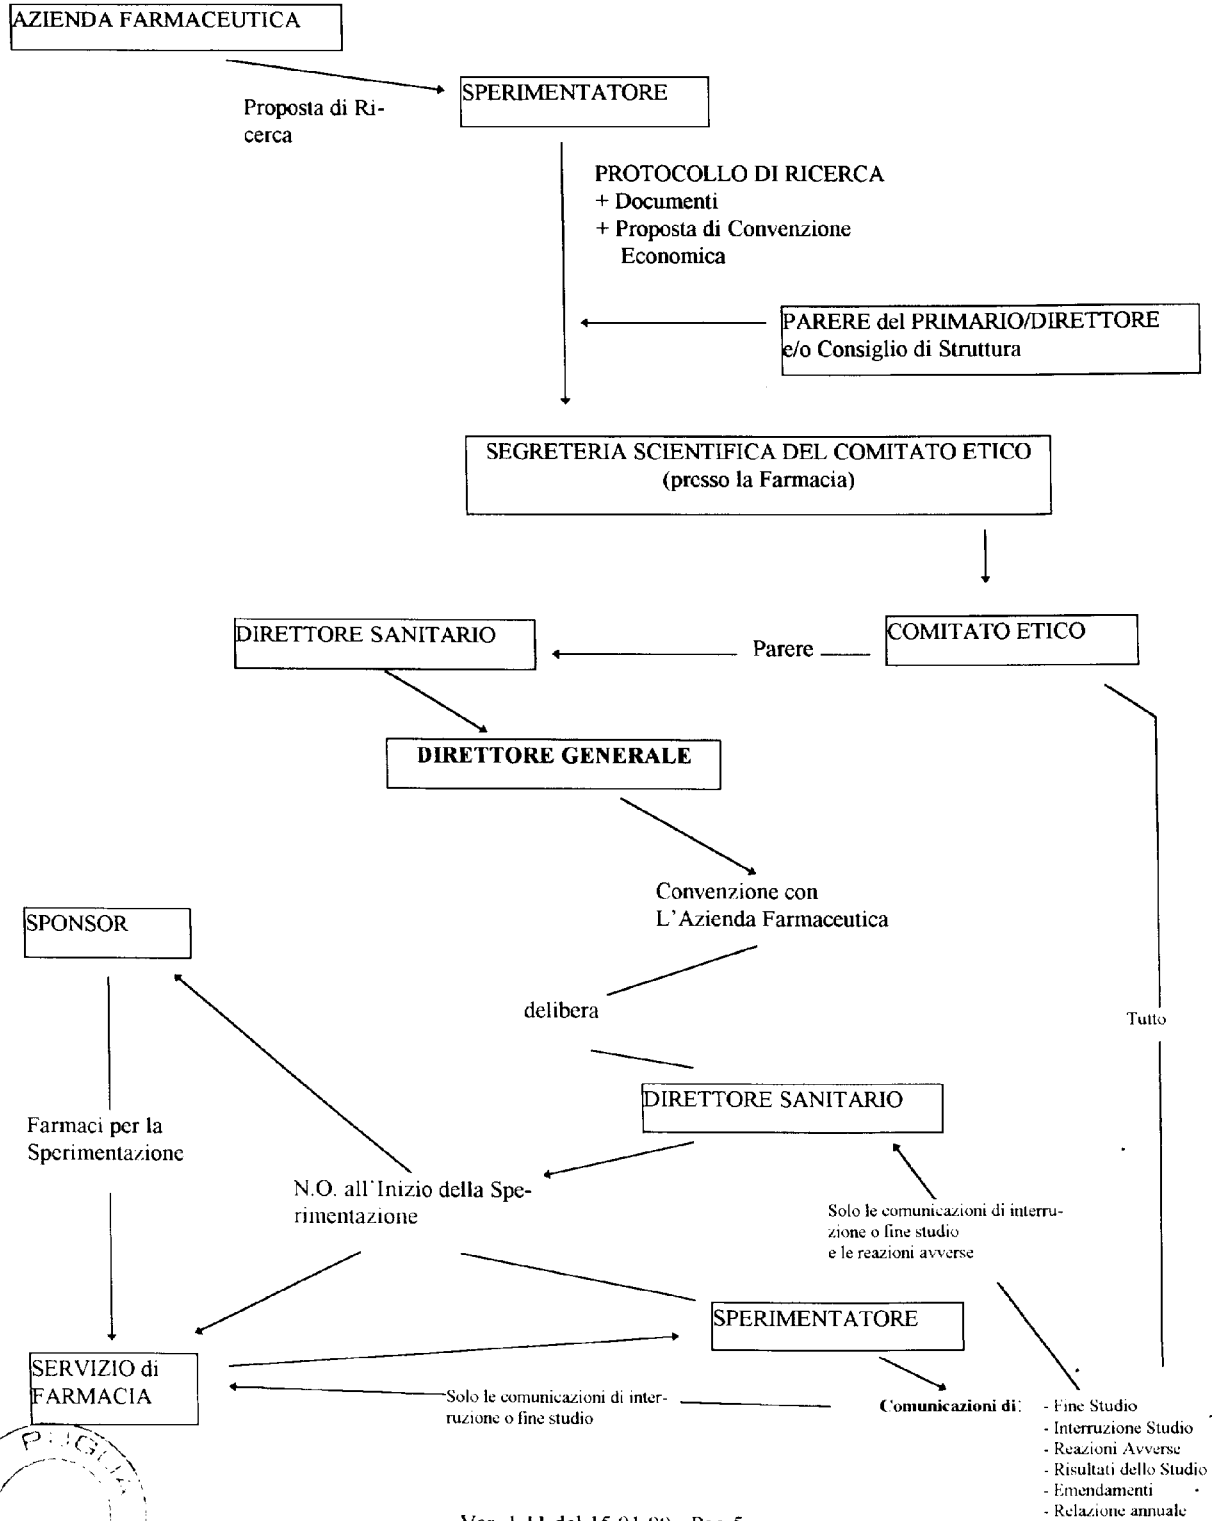 AZIENDA FARMACEUTICA
SPERIMENTATORE
Proposta di Ri-
cerca
PROTOCOLLO DI RICERCA
+ Documenti
+ Proposta di Convenzione
Economica
PARERE del PRIMARIO/DIRETTORE
e/o Consiglio di Struttura
SEGRETERIA SCIENTIFICA DEL COMITATO ETICO
(presso la Farmacia)
DIRETTORE SANITARIO
Parere
COMITATO ETICO
DIRETTORE GENERALE
Convenzione con
L'Azienda Farmaceutica
SPONSOR
delibera
Tutto
DIRETTORE SANITARIO
Farmaci per la
Sperimentazione
N.O. all'Inizio della Spe-
rimentazione
Solo le comunicazioni di interru-
zione o fine studio
e le reazioni avverse
SPERIMENTATORE
SERVIZIO di
FARMACIA
Solo le comunicazioni di inter-
ruzione o fine studio
Comunicazioni di:
- Fine Studio
- Interruzione Studio
- Reazioni Avverse
- Risultati dello Studio
- Emendamenti
- Relazione annuale
PUGLIA